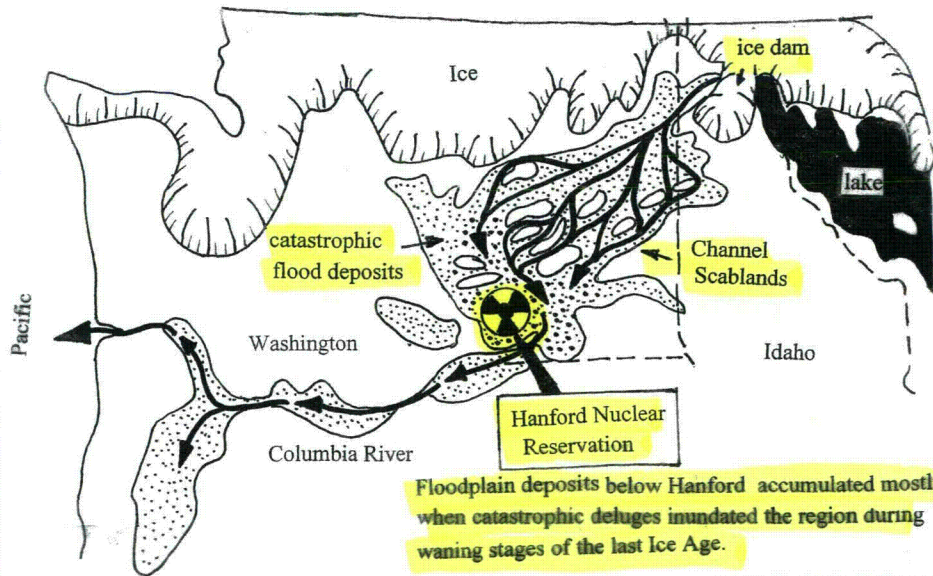 ice dam
Ice
lake
catastrophic
flood deposits
Channel
Scablands
Pacific
Washington
Idaho
Hanford Nuclear
Reservation
Columbia River
Floodplain deposits below Hanford accumulated mostl
when catastrophic deluges inundated the region during
waning stages of the last Ice Age.